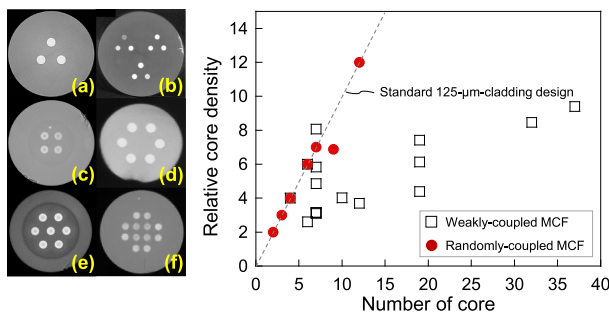 (a)
(b)
(c)
(d)
(e)
(f)
Relative core density
14
12
10
8
6
4
2
0
Standard 125-μm-cladding design
Weakly-coupled MCF
Randomly-coupled MCF
0 5 10 15 20 25 30 35 40
Number of core